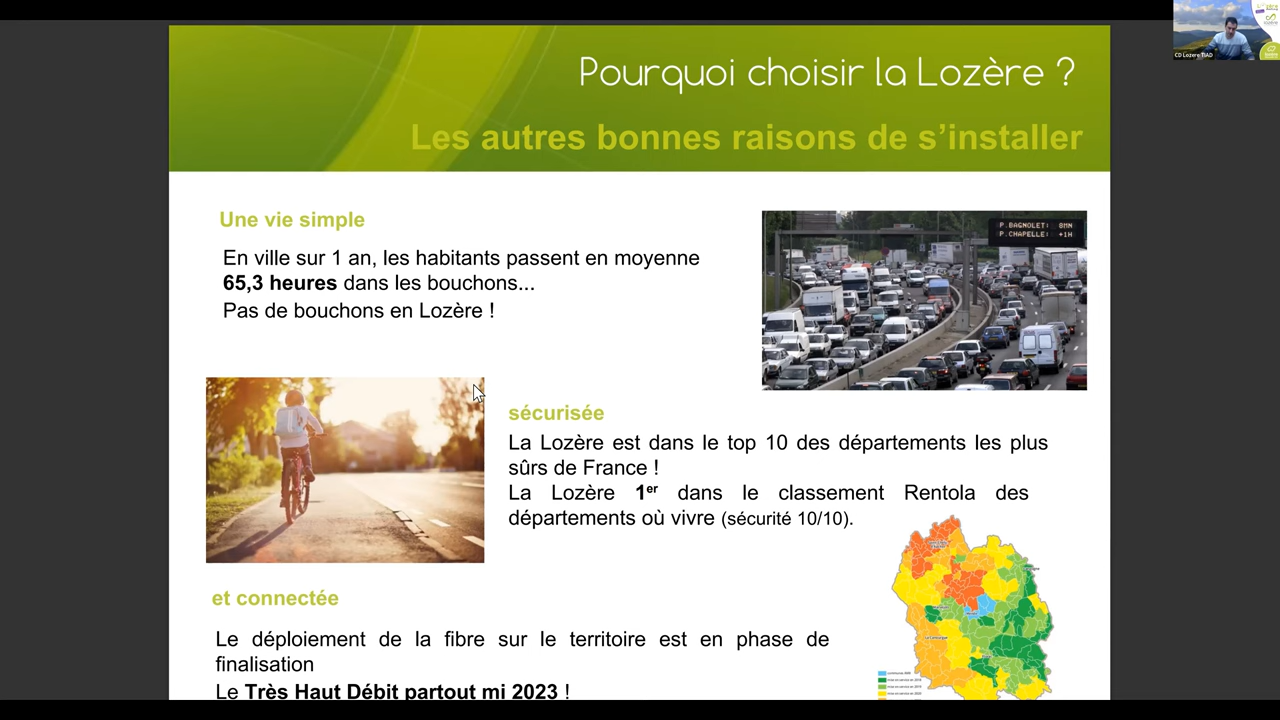 Pourquoi choisir la Lozère ?
Les autres bonnes raisons de s'installer
Une vie simple
En ville sur 1 an, les habitants passent en moyenne
65,3 heures dans les bouchons...
Pas de bouchons en Lozère !
P.BAGNOLET: 8MN
P.CHAPELLE: +1H
sécurisée
La Lozère est dans le top 10 des départements les plus
sûrs de France !
La Lozère 1er dans le classement Rentola des
départements où vivre (sécurité 10/10).
et connectée
Le déploiement de la fibre sur le territoire est en phase de
finalisation
Le Très Haut Débit partout mi 2023 !
CD Lozere TIAD